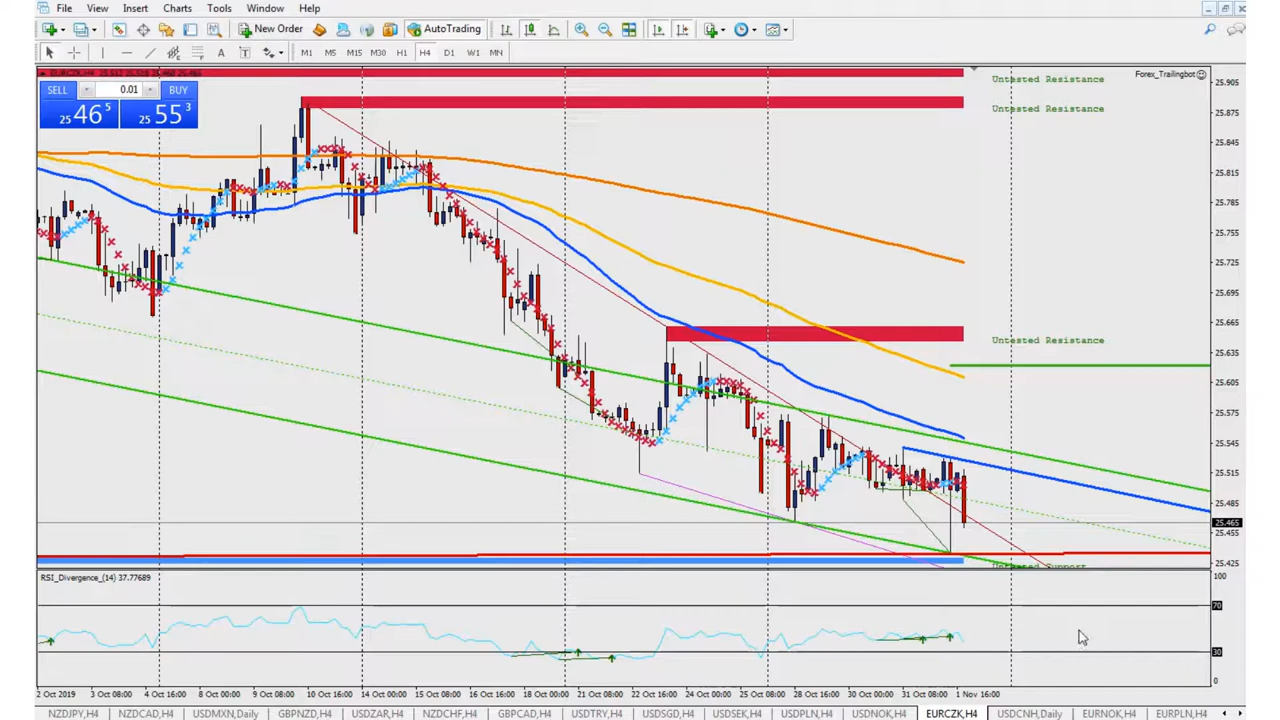 File View Insert Charts Tools Window Help
New Order AutoTrading
A T M1 M5 M15 M30 H1 H4 D1 W1 MN
Forex_Trailingbot
SELL 0.01 BUY
25 46 5 25 55 3
Untested Resistance
Untested Resistance
Untested Resistance
Untested Support
25.905
25.875
25.845
25.815
25.785
25.755
25.725
25.695
25.665
25.635
25.605
25.575
25.545
25.515
25.485
25.465
25.455
25.425
RSI_Divergence_(14) 37.77689
100
70
30
0
2 Oct 2019 3 Oct 08:00 4 Oct 16:00 8 Oct 00:00 9 Oct 08:00 10 Oct 16:00 14 Oct 00:00 15 Oct 08:00 16 Oct 16:00 18 Oct 00:00 21 Oct 08:00 22 Oct 16:00 24 Oct 00:00 25 Oct 08:00 28 Oct 16:00 30 Oct 00:00 31 Oct 08:00 1 Nov 16:00
NZDJPY,H4 NZDCAD,H4 USDMXN,Daily GBPNZD,H4 USDZAR,H4 NZDCHF,H4 GBPCAD,H4 USDTRY,H4 USDSGD,H4 USDSEK,H4 USDPLN,H4 USDNOK,H4 EURCZK,H4 USDCNH,Daily EURNOK,H4 EURPLN,H4